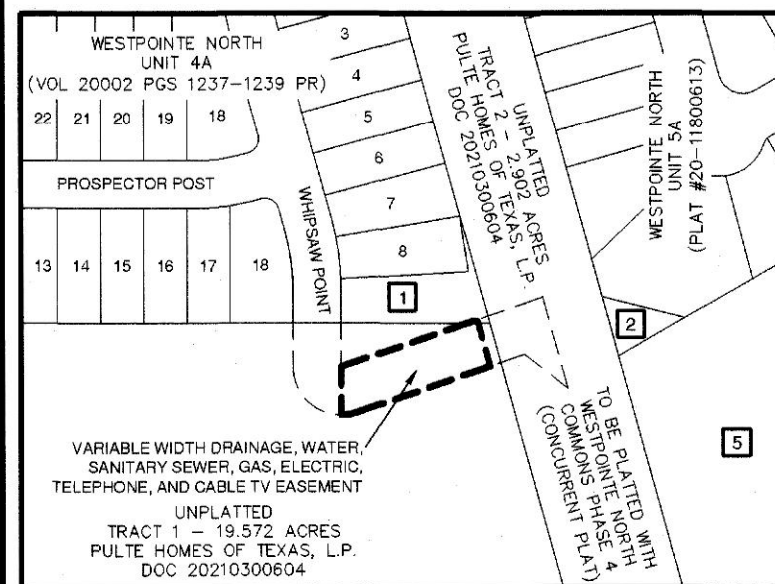 WESTPOINTE NORTH
UNIT 4A
(VOL 20002 PGS 1237-1239 PR)
22 21 20 19 18
PROSPECTOR POST
13 14 15 16 17 18
WHIPSAW POINT
3
4
5
6
7
8
1
UNPLATTED
TRACT 2 - 2.902 ACRES
PULTE HOMES OF TEXAS, L.P.
DOC 20210300604
WESTPOINTE NORTH
UNIT 5A
(PLAT #20-11800613)
2
5
TO BE PLATTED WITH
WESTPOINTE NORTH
COMMONS PHASE 4
(CONCURRENT PLAT)
VARIABLE WIDTH DRAINAGE, WATER,
SANITARY SEWER, GAS, ELECTRIC,
TELEPHONE, AND CABLE TV EASEMENT
UNPLATTED
TRACT 1 - 19.572 ACRES
PULTE HOMES OF TEXAS, L.P.
DOC 20210300604